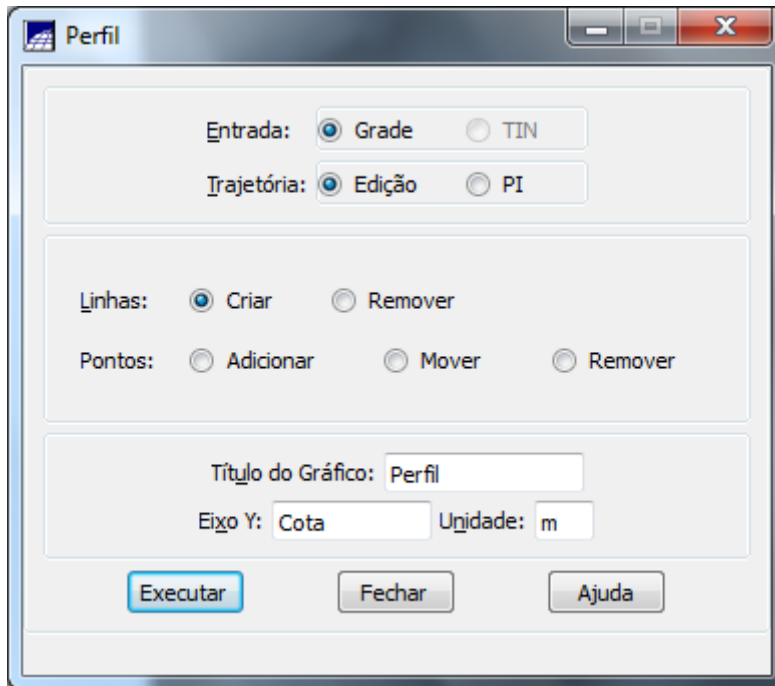 Perfil
Entrada: Grade TIN
Trajetória: Edição PI
Linhas: Criar Remover
Pontos: Adicionar Mover Remover
Título do Gráfico: Perfil
Eixo Y: Cota Unidade: m
Executar Fechar Ajuda